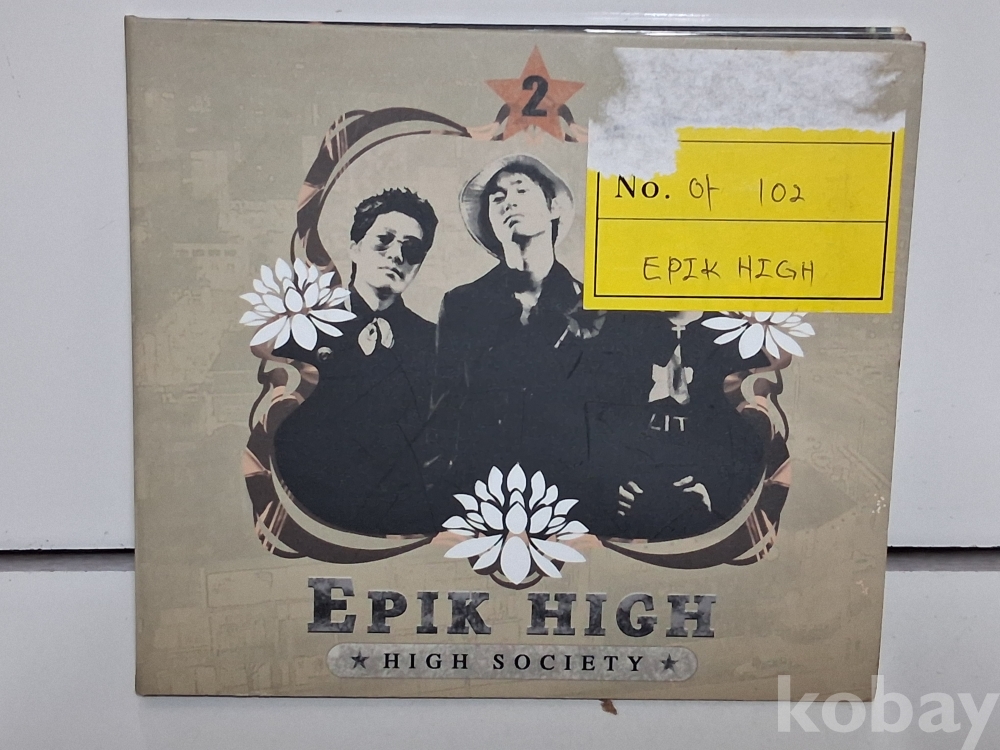 2
No. 아 102
EPIK HIGH
LIT
EPIK HIGH
★ HIGH SOCIETY ★
kobay